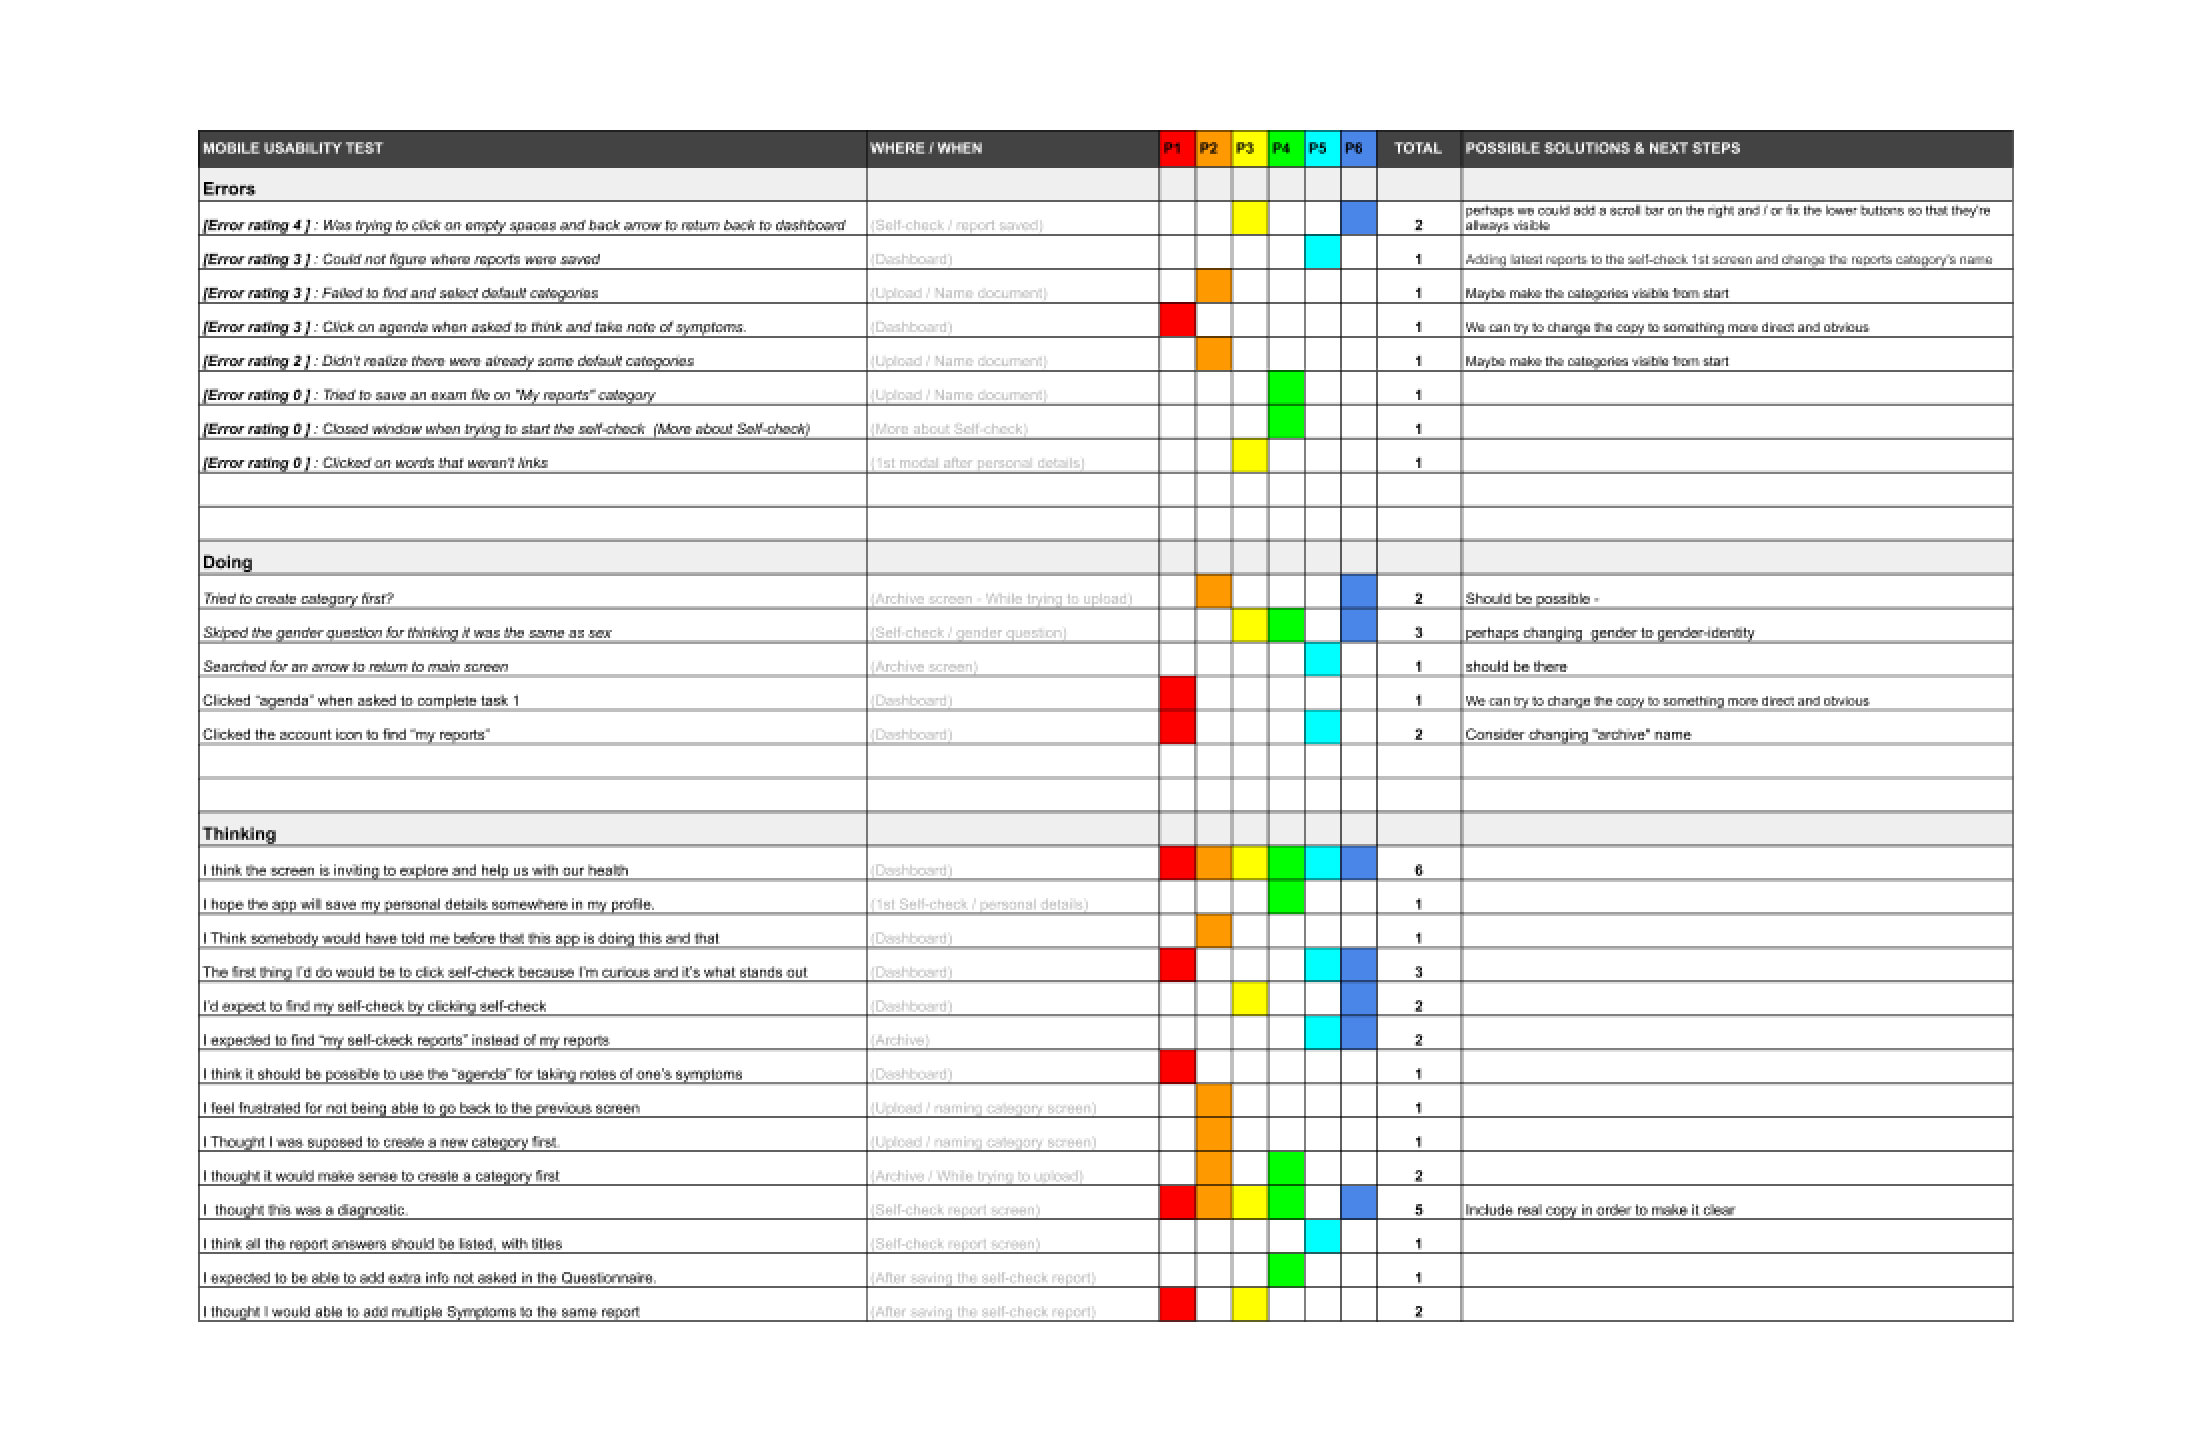 MOBILE USABILITY TEST WHERE / WHEN P1 P2 P3 P4 P5 P6 TOTAL POSSIBLE SOLUTIONS & NEXT STEPS
Errors
[Error rating 4 ] : Was trying to click on empty spaces and back arrow to return back to dashboard (Self-check / report saved) 2 perhaps we could add a scroll bar on the right and / or fix the lower buttons so that they're
allways visible
[Error rating 3 ] : Could not figure where reports were saved (Dashboard) 1 Adding latest reports to the self-check 1st screen and change the reports category's name
[Error rating 3 ] : Failed to find and select default categories (Upload / Name document) 1 Maybe make the categories visible from start
[Error rating 3 ] : Click on agenda when asked to think and take note of symptoms. (Dashboard) 1 We can try to change the copy to something more direct and obvious
[Error rating 2 ] : Didn't realize there were already some default categories (Upload / Name document) 1 Maybe make the categories visible from start
[Error rating 0 ] : Tried to save an exam file on "My reports" category (Upload / Name document) 1
[Error rating 0 ] : Closed window when trying to start the self-check (More about Self-check) (More about Self-check) 1
[Error rating 0 ] : Clicked on words that weren't links (1st modal after personal details) 1
Doing
Tried to create category first? (Archive screen - While trying to upload) 2 Should be possible -
Skiped the gender question for thinking it was the same as sex (Self-check / gender question) 3 perhaps changing gender to gender-identity
Searched for an arrow to return to main screen (Archive screen) 1 should be there
Clicked “agenda” when asked to complete task 1 (Dashboard) 1 We can try to change the copy to something more direct and obvious
Clicked the account icon to find “my reports” (Dashboard) 2 Consider changing "archive" name
Thinking
I think the screen is inviting to explore and help us with our health (Dashboard) 6
I hope the app will save my personal details somewhere in my profile. (1st Self-check / personal details) 1
I Think somebody would have told me before that this app is doing this and that (Dashboard) 1
The first thing I'd do would be to click self-check because I'm curious and it's what stands out (Dashboard) 3
I'd expect to find my self-check by clicking self-check (Dashboard) 2
I expected to find “my self-ckeck reports” instead of my reports (Archive) 2
I think it should be possible to use the “agenda” for taking notes of one's symptoms (Dashboard) 1
I feel frustrated for not being able to go back to the previous screen (Upload / naming category screen) 1
I Thought I was suposed to create a new category first. (Upload / naming category screen) 1
I thought it would make sense to create a category first (Archive / While trying to upload) 2
I thought this was a diagnostic. (Self-check report screen) 5 Include real copy in order to make it clear
I think all the report answers should be listed, with titles (Self-check report screen) 1
I expected to be able to add extra info not asked in the Questionnaire. (After saving the self-check report) 1
I thought I would able to add multiple Symptoms to the same report (After saving the self-check report) 2